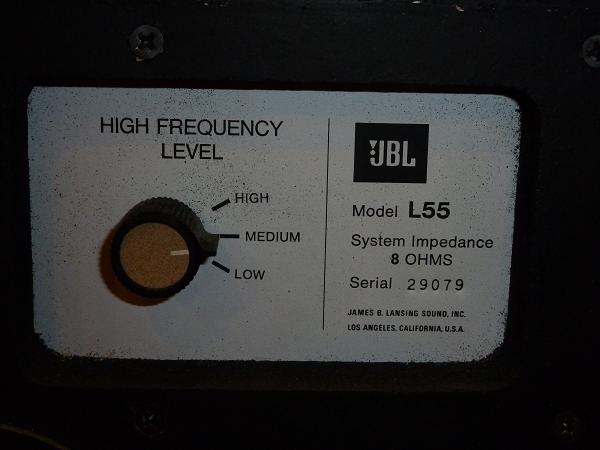 HIGH FREQUENCY
LEVEL
HIGH
MEDIUM
LOW
JBL
Model L55
System Impedance
8 OHMS
Serial 29079
JAMES B. LANSING SOUND, INC.
LOS ANGELES, CALIFORNIA, U.S.A.